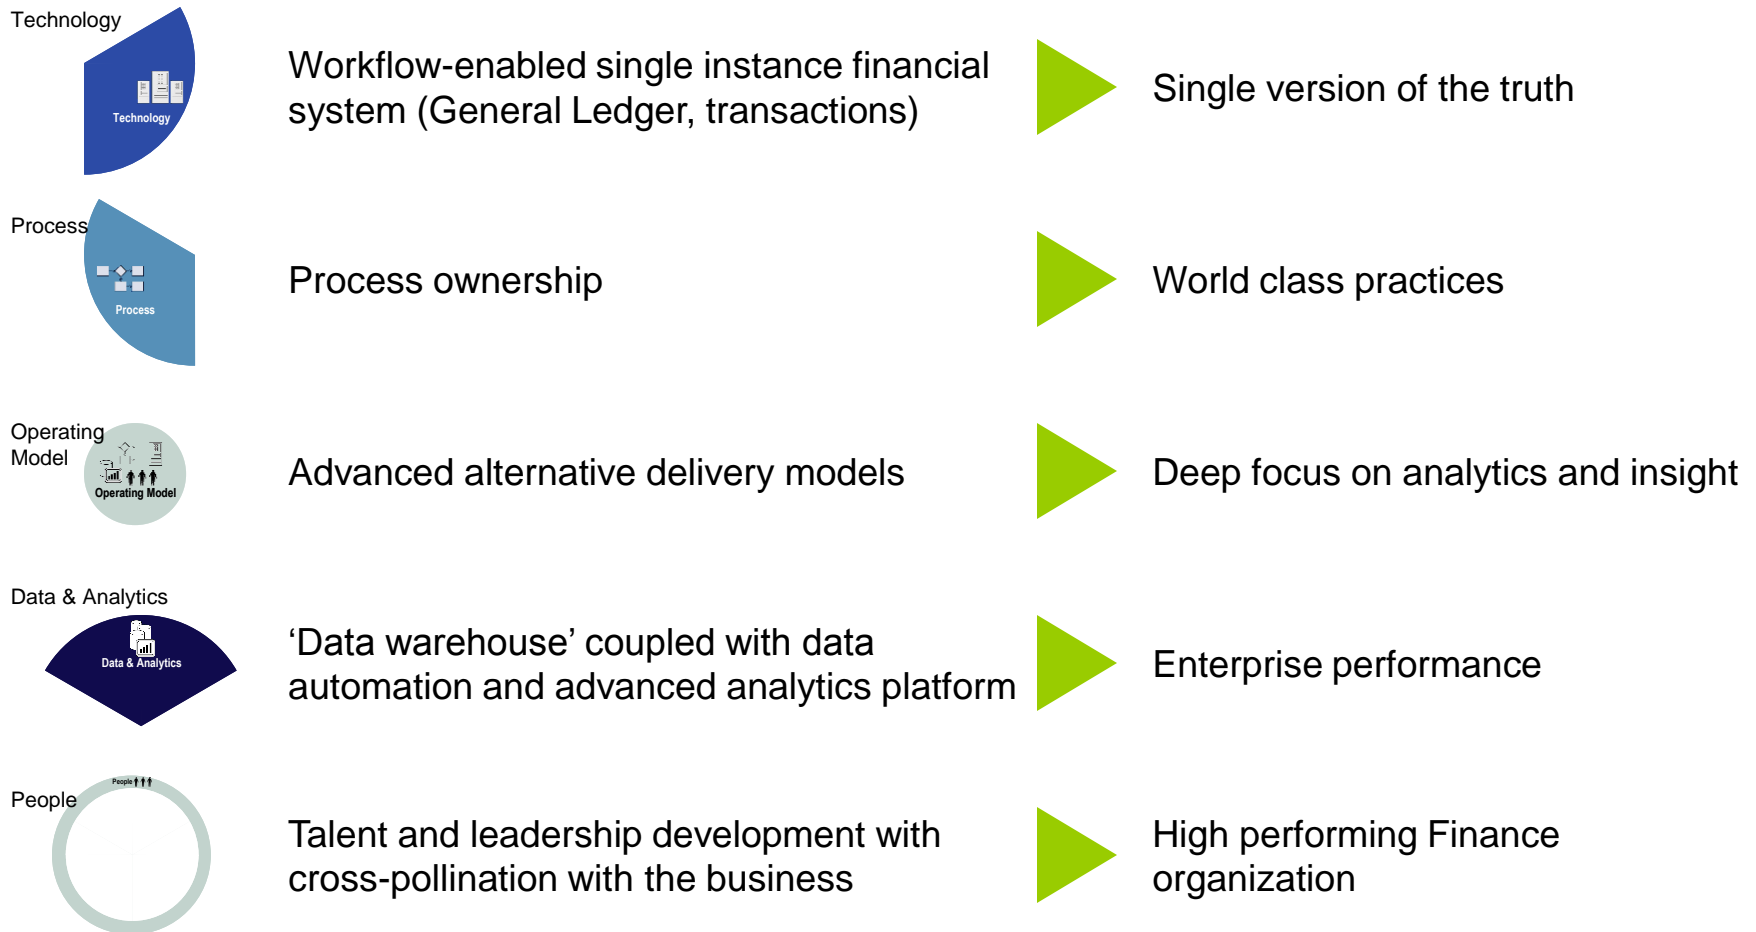 Technology
Technology
Workflow-enabled single instance financial
system (General Ledger, transactions)
Single version of the truth
Process
Process
Process ownership
World class practices
Operating
Model
Operating Model
Advanced alternative delivery models
Deep focus on analytics and insight
Data & Analytics
Data & Analytics
‘Data warehouse’ coupled with data
automation and advanced analytics platform
Enterprise performance
People
People
Talent and leadership development with
cross-pollination with the business
High performing Finance
organization